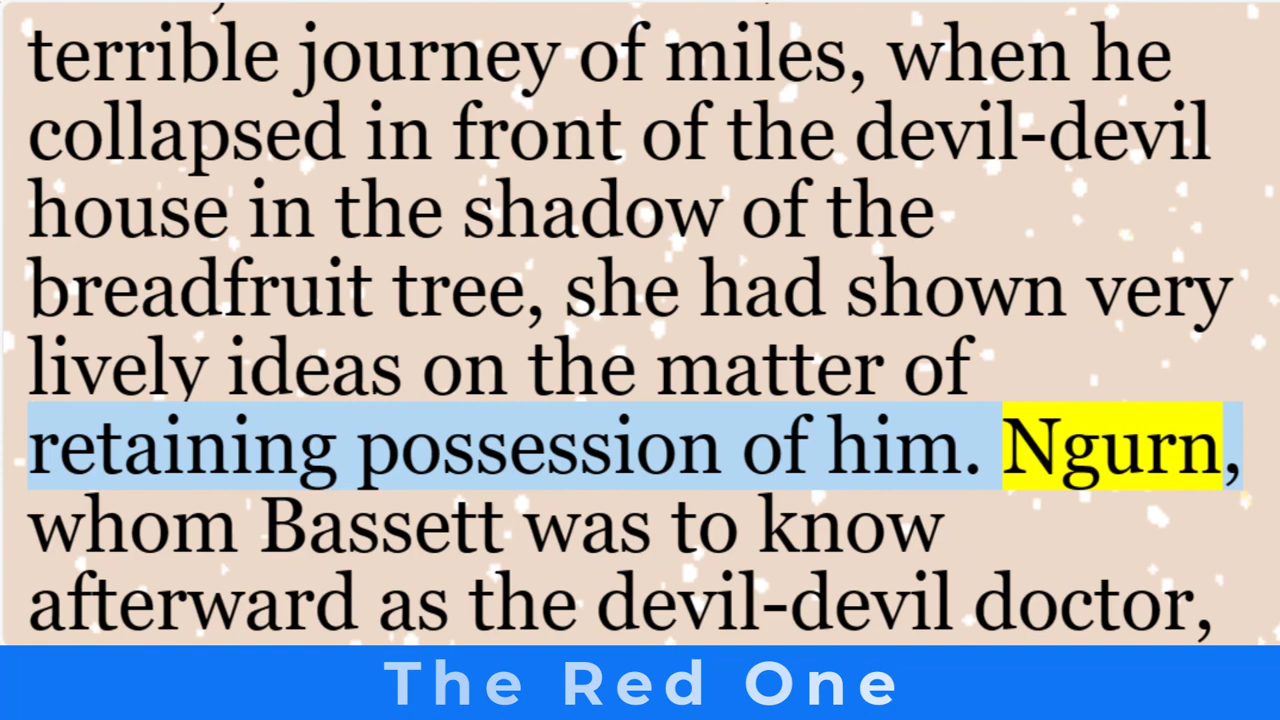 terrible journey of miles, when he
collapsed in front of the devil-devil
house in the shadow of the
breadfruit tree, she had shown very
lively ideas on the matter of
retaining possession of him. Ngurn,
whom Bassett was to know
afterward as the devil-devil doctor,
The Red One